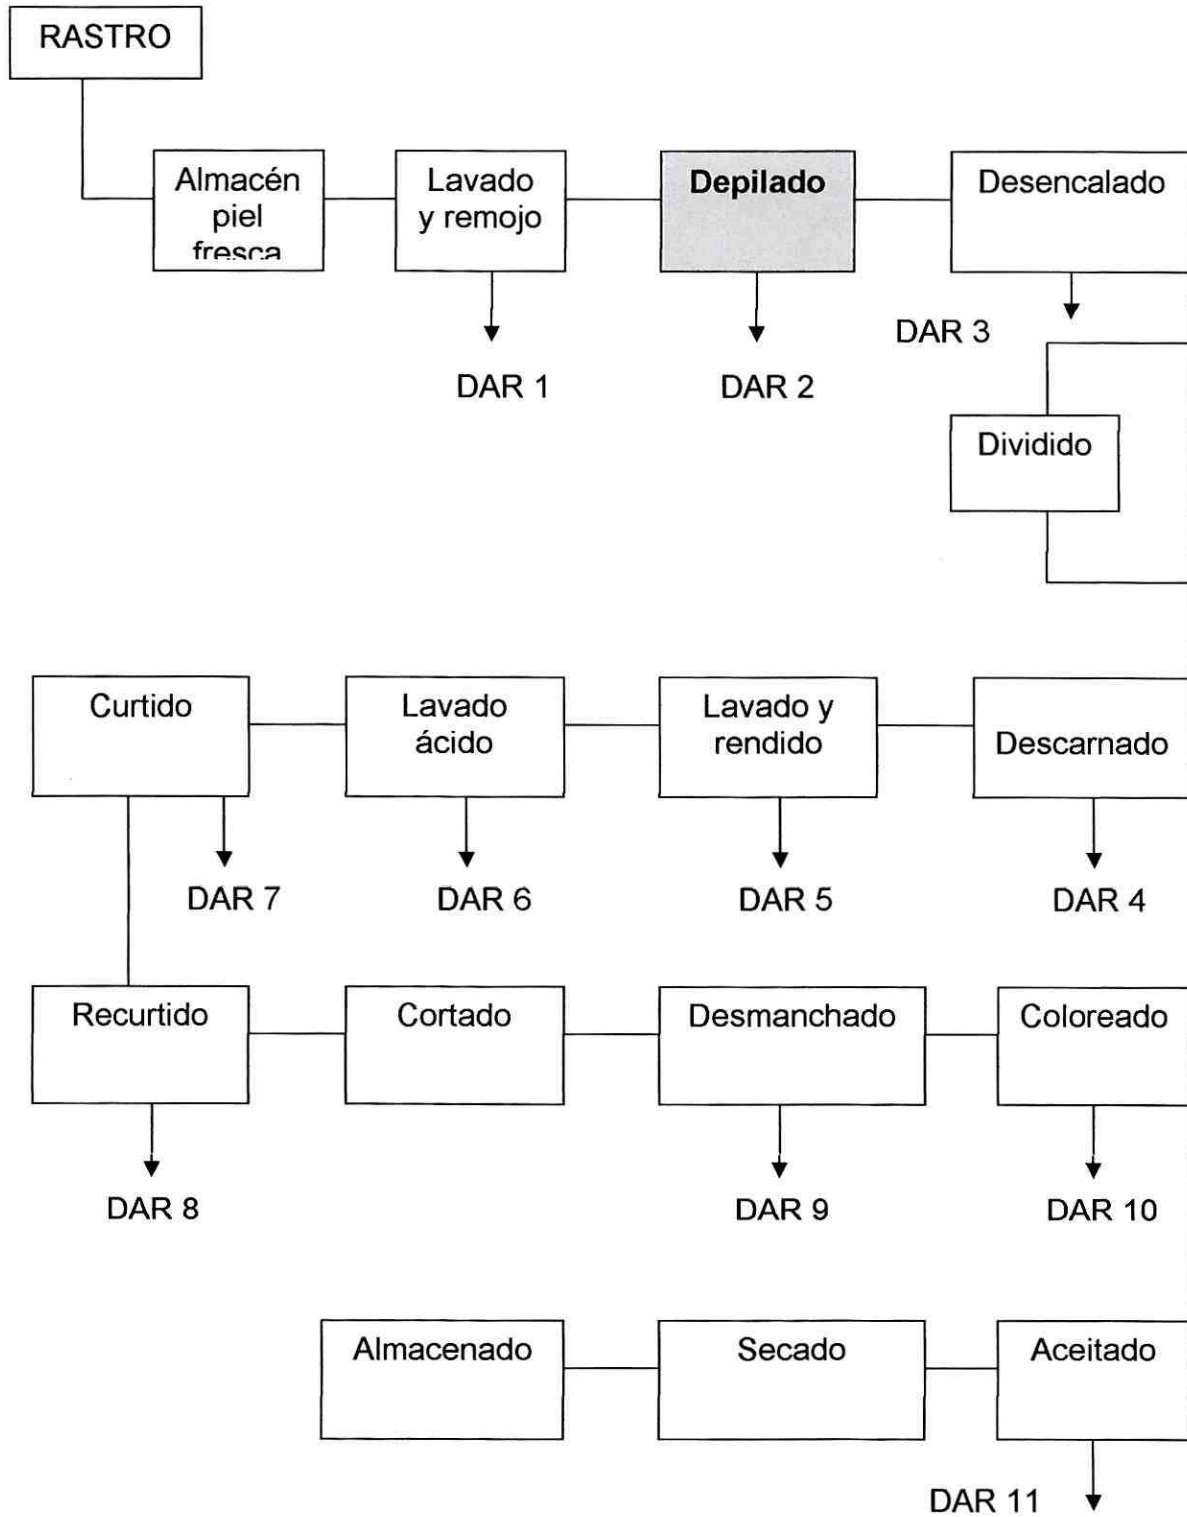 RASTRO
Almacén
piel
fresca
Lavado
y remojo
Depilado
Desencalado
DAR 1
DAR 2
DAR 3
Dividido
Curtido
Lavado
ácido
Lavado y
rendido
Descarnado
DAR 7
DAR 6
DAR 5
DAR 4
Recurtido
Cortado
Desmanchado
Coloreado
DAR 8
DAR 9
DAR 10
Almacenado
Secado
Aceitado
DAR 11